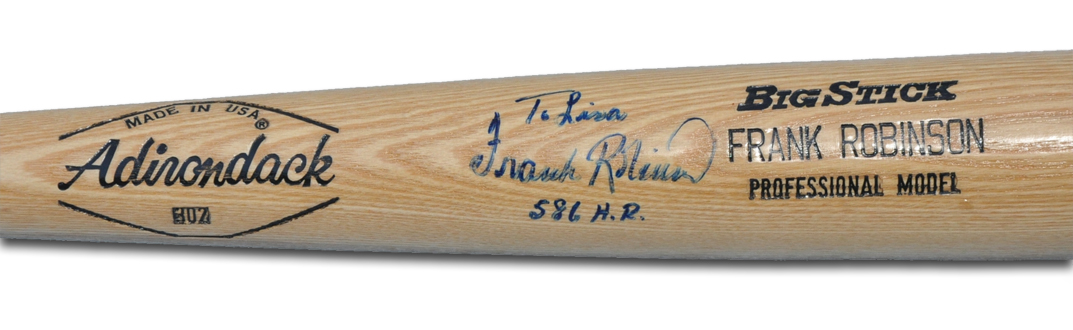 MADE IN USA
Adirondack ®
302
To Lisa
Frank Robinson
586 H.R.
BIG STICK
FRANK ROBINSON
PROFESSIONAL MODEL